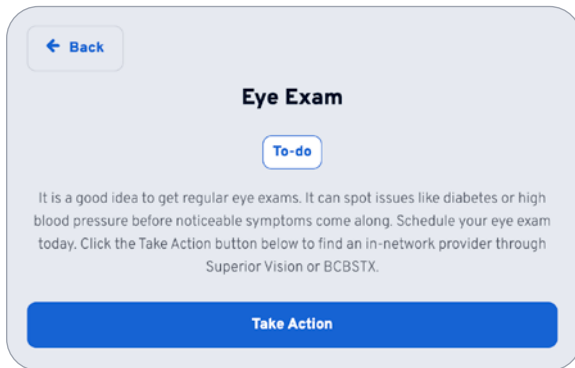 Back
Eye Exam
To-do
It is a good idea to get regular eye exams. It can spot issues like diabetes or high
blood pressure before noticeable symptoms come along. Schedule your eye exam
today. Click the Take Action button below to find an in-network provider through
Superior Vision or BCBSTX.
Take Action